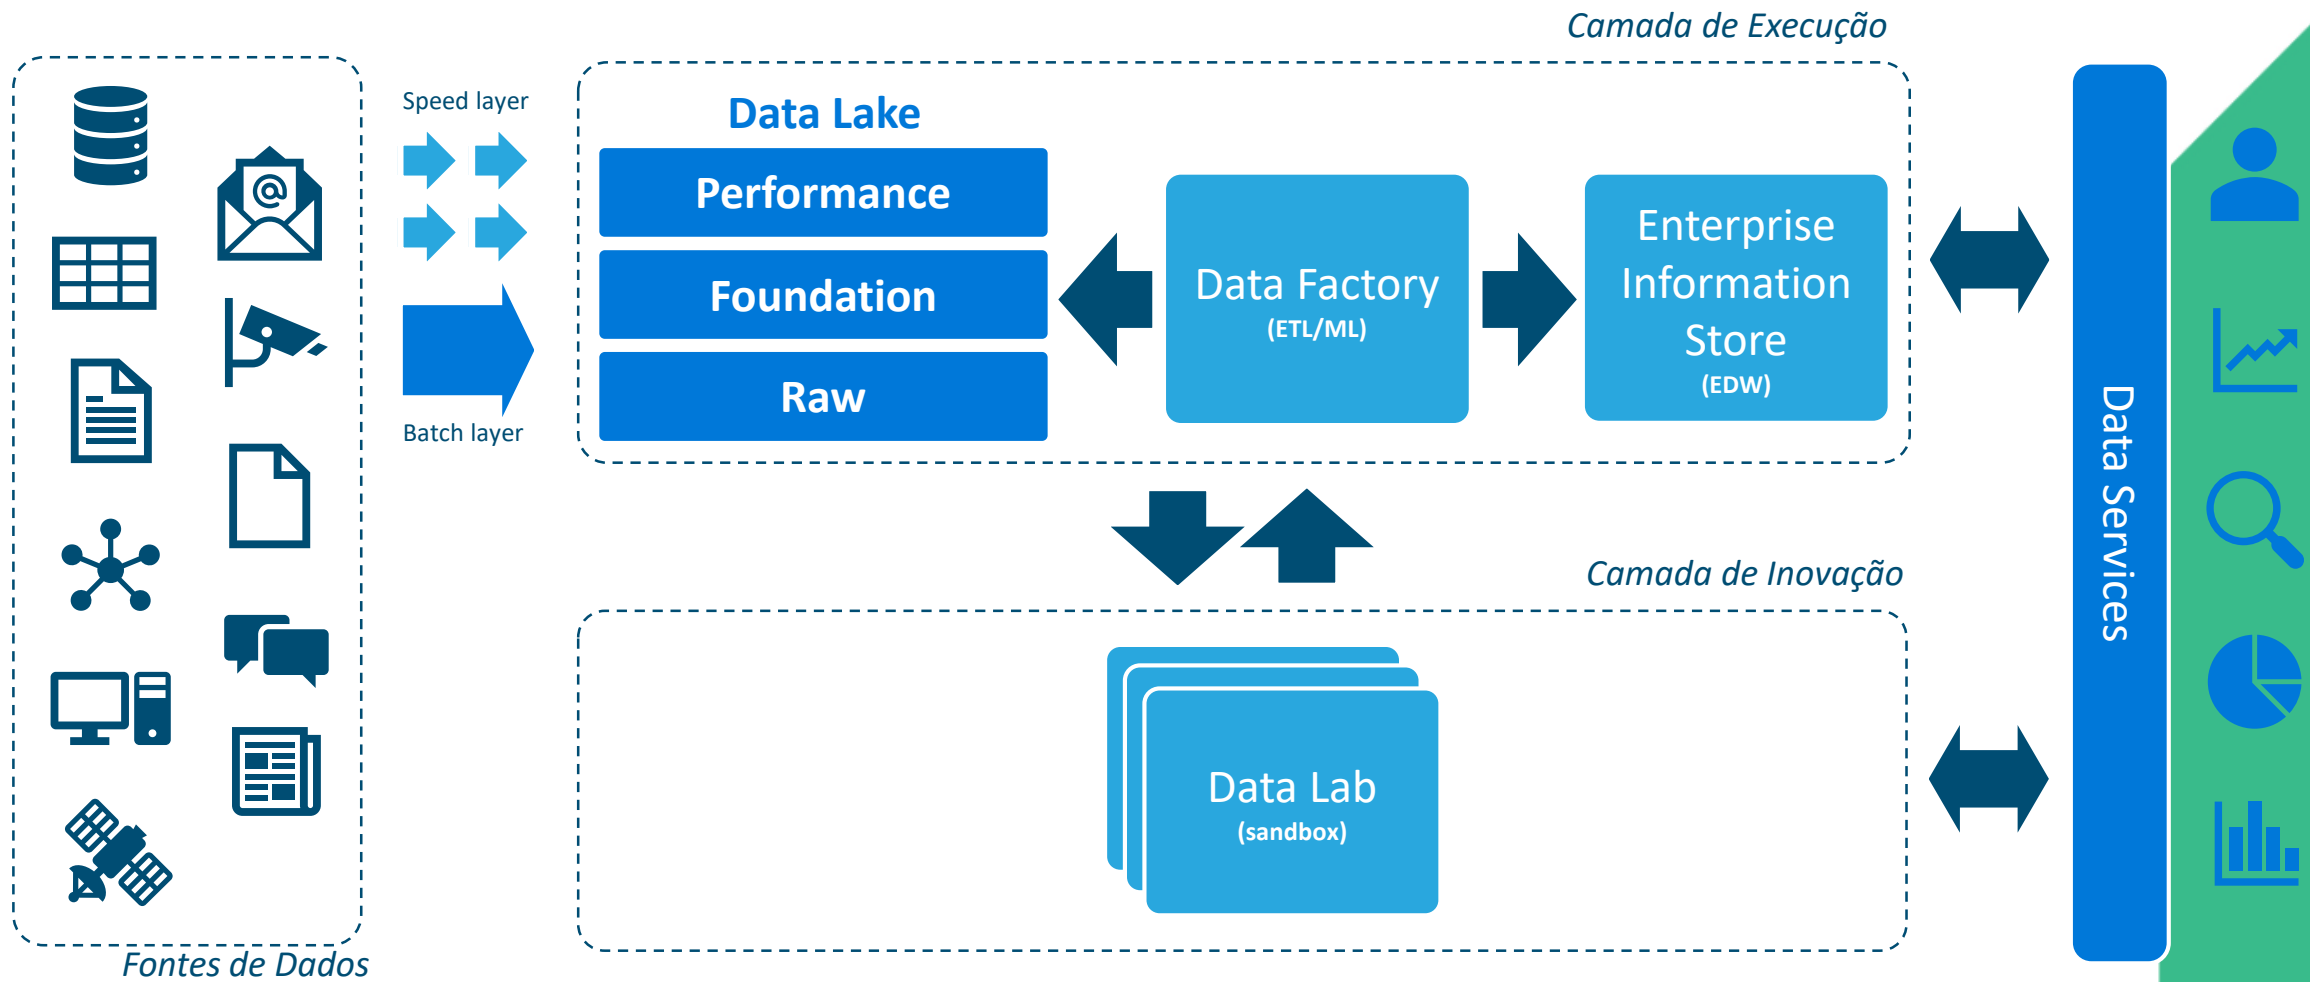 Camada de Execução
Speed layer
Data Lake
Performance
Foundation
Raw
Batch layer
Data Factory
(ETL/ML)
Enterprise
Information
Store
(EDW)
Data Services
Camada de Inovação
Data Lab
(sandbox)
Fontes de Dados